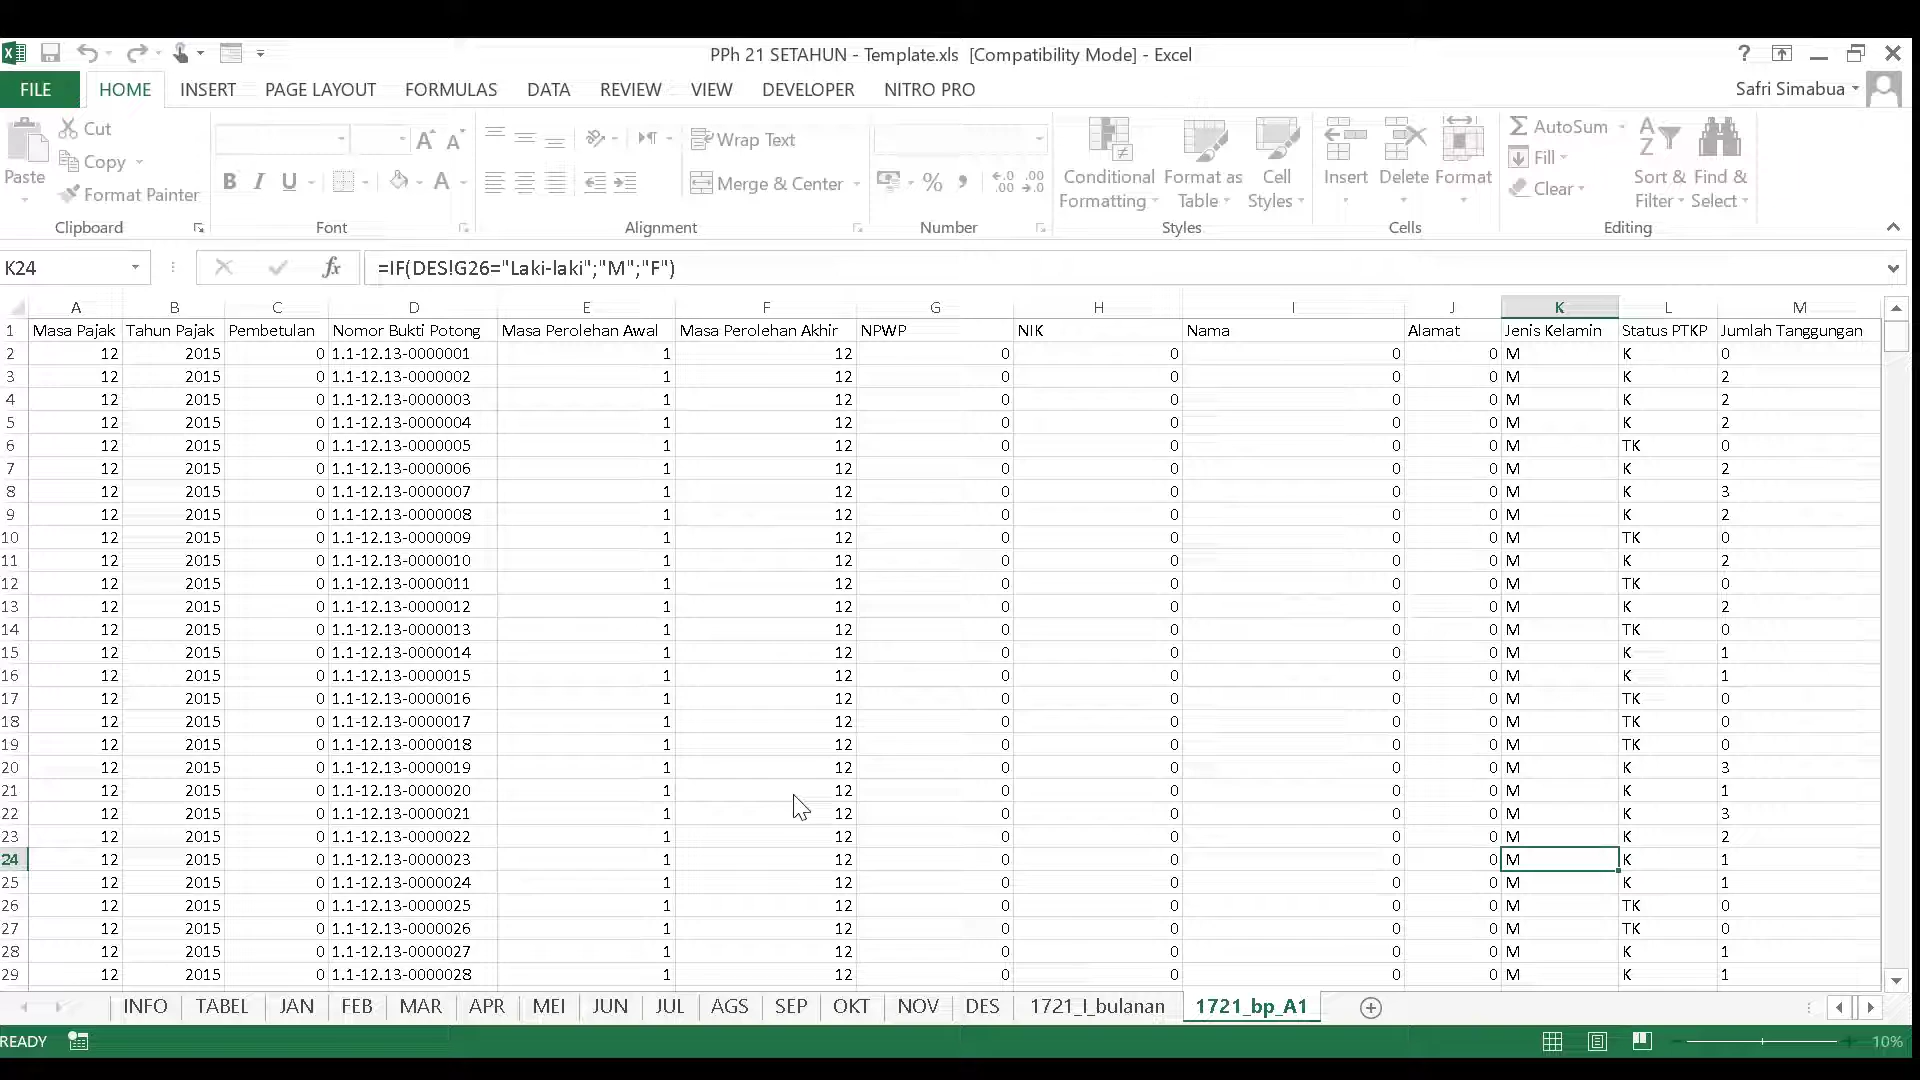 PPh 21 SETAHUN - Template.xls [Compatibility Mode] - Excel
FILE HOME INSERT PAGE LAYOUT FORMULAS DATA REVIEW VIEW DEVELOPER NITRO PRO Safri Simabua
Paste Cut Copy Format Painter Clipboard
B I U Font
Wrap Text Merge & Center Alignment
% Number
Conditional Formatting Format as Table Cell Styles Styles
Insert Delete Format Cells
AutoSum Fill Clear Sort & Filter Find & Select Editing
K24 fx =IF(DES!G26="Laki-laki";"M";"F")
A B C D E F G H I J K L M
1 Masa Pajak Tahun Pajak Pembetulan Nomor Bukti Potong Masa Perolehan Awal Masa Perolehan Akhir NPWP NIK Nama Alamat Jenis Kelamin Status PTKP Jumlah Tanggungan
2 12 2015 0 1.1-12.13-0000001 1 12 0 0 0 0 M K 0
3 12 2015 0 1.1-12.13-0000002 1 12 0 0 0 0 M K 2
4 12 2015 0 1.1-12.13-0000003 1 12 0 0 0 0 M K 2
5 12 2015 0 1.1-12.13-0000004 1 12 0 0 0 0 M K 2
6 12 2015 0 1.1-12.13-0000005 1 12 0 0 0 0 M TK 0
7 12 2015 0 1.1-12.13-0000006 1 12 0 0 0 0 M K 2
8 12 2015 0 1.1-12.13-0000007 1 12 0 0 0 0 M K 3
9 12 2015 0 1.1-12.13-0000008 1 12 0 0 0 0 M K 2
10 12 2015 0 1.1-12.13-0000009 1 12 0 0 0 0 M TK 0
11 12 2015 0 1.1-12.13-0000010 1 12 0 0 0 0 M K 2
12 12 2015 0 1.1-12.13-0000011 1 12 0 0 0 0 M TK 0
13 12 2015 0 1.1-12.13-0000012 1 12 0 0 0 0 M K 2
14 12 2015 0 1.1-12.13-0000013 1 12 0 0 0 0 M TK 0
15 12 2015 0 1.1-12.13-0000014 1 12 0 0 0 0 M K 1
16 12 2015 0 1.1-12.13-0000015 1 12 0 0 0 0 M K 1
17 12 2015 0 1.1-12.13-0000016 1 12 0 0 0 0 M TK 0
18 12 2015 0 1.1-12.13-0000017 1 12 0 0 0 0 M TK 0
19 12 2015 0 1.1-12.13-0000018 1 12 0 0 0 0 M TK 0
20 12 2015 0 1.1-12.13-0000019 1 12 0 0 0 0 M K 3
21 12 2015 0 1.1-12.13-0000020 1 12 0 0 0 0 M K 1
22 12 2015 0 1.1-12.13-0000021 1 12 0 0 0 0 M K 3
23 12 2015 0 1.1-12.13-0000022 1 12 0 0 0 0 M K 2
24 12 2015 0 1.1-12.13-0000023 1 12 0 0 0 0 M K 1
25 12 2015 0 1.1-12.13-0000024 1 12 0 0 0 0 M K 1
26 12 2015 0 1.1-12.13-0000025 1 12 0 0 0 0 M TK 0
27 12 2015 0 1.1-12.13-0000026 1 12 0 0 0 0 M TK 0
28 12 2015 0 1.1-12.13-0000027 1 12 0 0 0 0 M K 1
29 12 2015 0 1.1-12.13-0000028 1 12 0 0 0 0 M K 1
INFO TABEL JAN FEB MAR APR MEI JUN JUL AGS SEP OKT NOV DES 1721_I_bulanan 1721_bp_A1
READY 10%